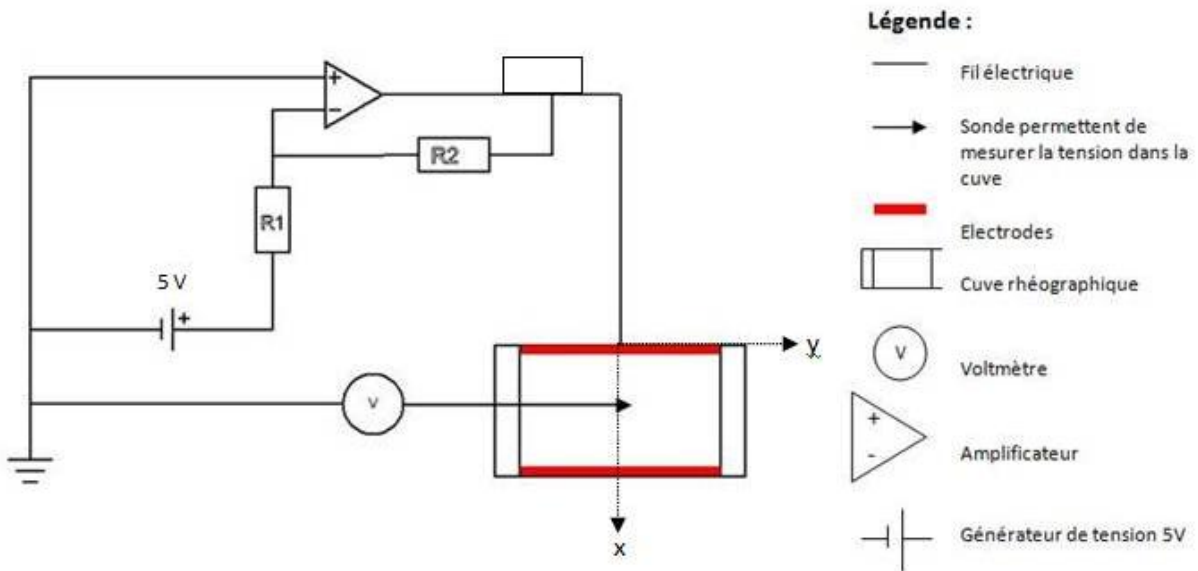 Légende :
Fil électrique
Sonde permettent de
mesurer la tension dans la
cuve
Electrodes
Cuve rhéographique
V
Voltmètre
+
-
Amplificateur
Générateur de tension 5V
+
-
R2
R1
5 V
+
y
V
x